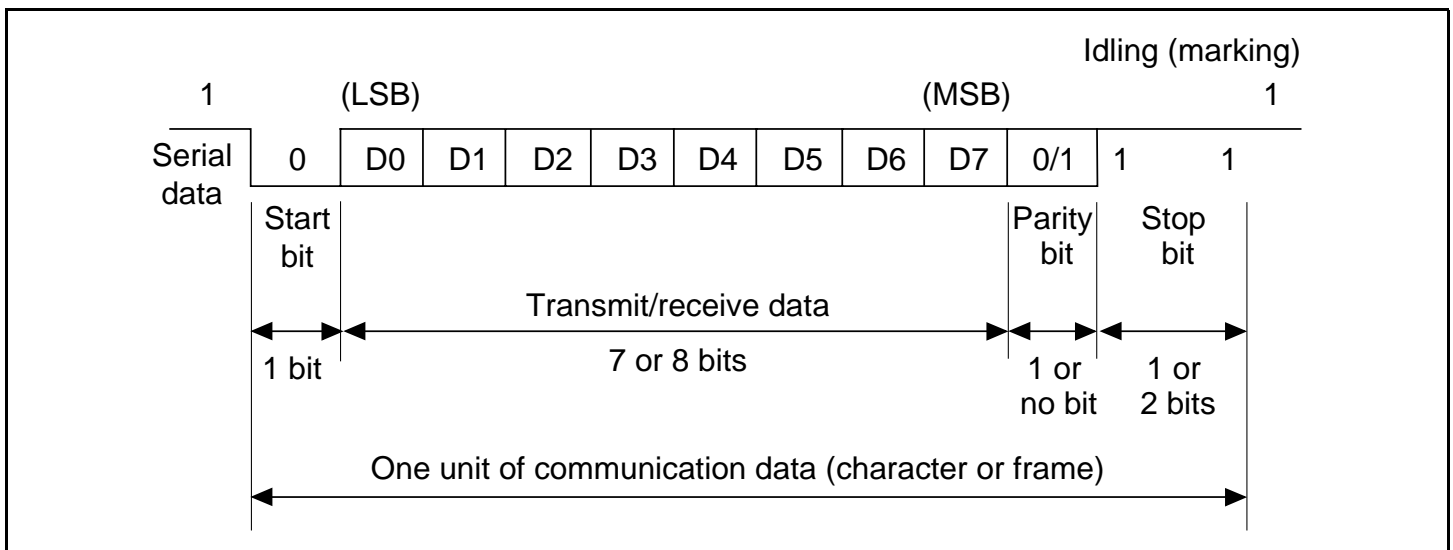 Idling (marking)
1 (LSB) (MSB) 1
Serial data 0 D0 D1 D2 D3 D4 D5 D6 D7 0/1 1 1
Start bit
Parity bit
Stop bit
Transmit/receive data
1 bit
7 or 8 bits
1 or no bit
1 or 2 bits
One unit of communication data (character or frame)